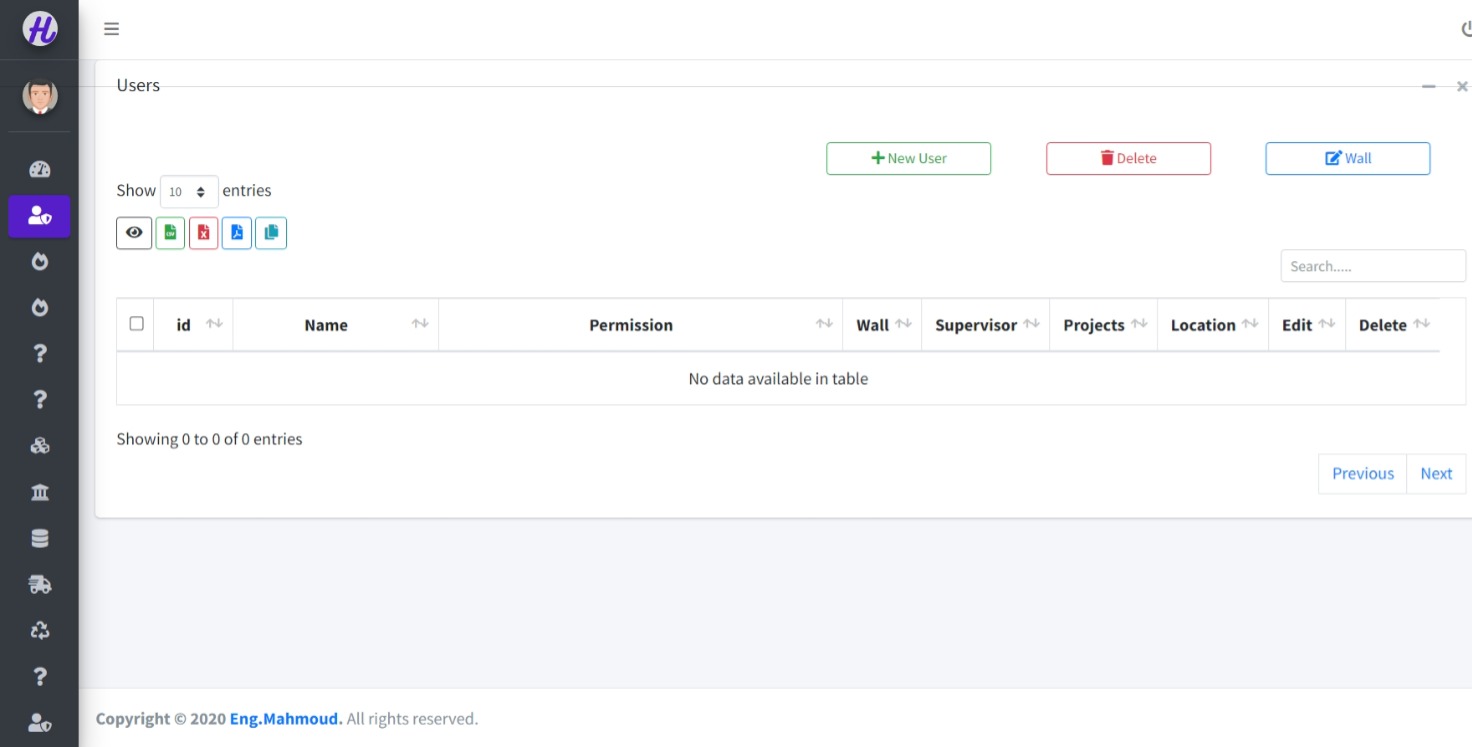 H
Users
New User
Delete
Wall
Show 10 entries
Search.....
id Name Permission Wall Supervisor Projects Location Edit Delete
No data available in table
Showing 0 to 0 of 0 entries
Previous Next
Copyright © 2020 Eng.Mahmoud. All rights reserved.